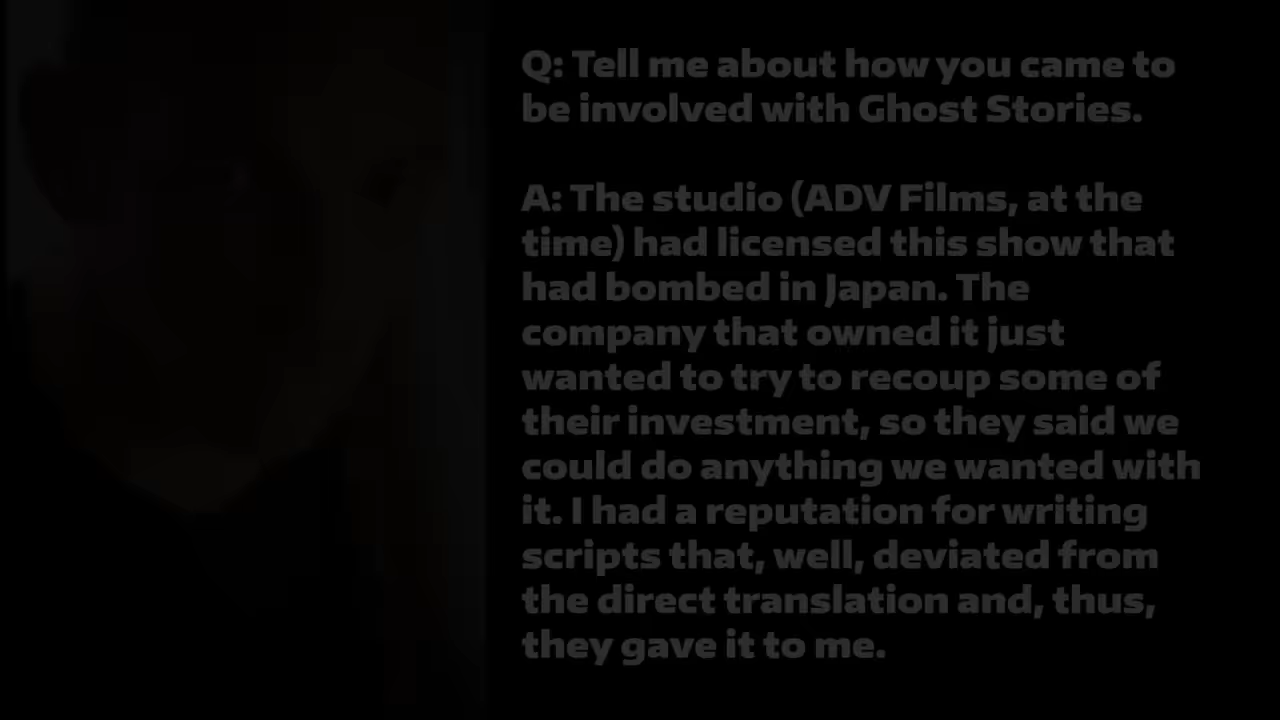 Q: Tell me about how you came to
be involved with Ghost Stories.
A: The studio (ADV Films, at the
time) had licensed this show that
had bombed in Japan. The
company that owned it just
wanted to try to recoup some of
their investment, so they said we
could do anything we wanted with
it. I had a reputation for writing
scripts that, well, deviated from
the direct translation and, thus,
they gave it to me.